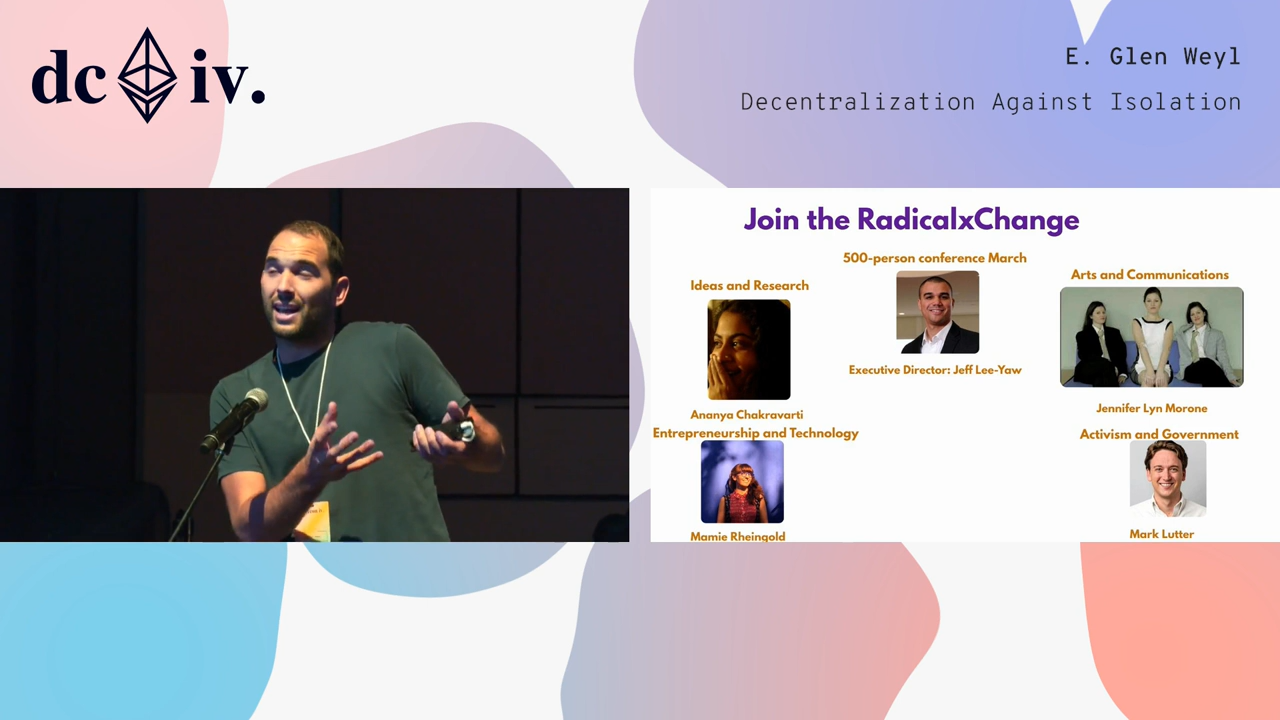 dc iv.
E. Glen Weyl
Decentralization Against Isolation
Join the RadicalxChange
500-person conference March
Ideas and Research
Arts and Communications
Executive Director: Jeff Lee-Yaw
Jennifer Lyn Morone
Ananya Chakravarti
Entrepreneurship and Technology
Activism and Government
Mamie Rheingold
Mark Lutter